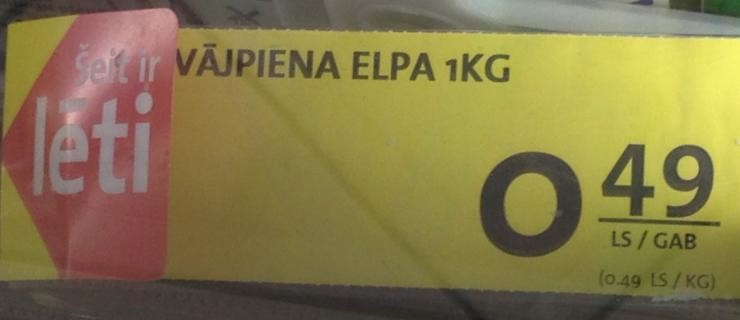 Šeit ir
lēti
VĀJPIENA ELPA 1KG
0 49
LS / GAB
(0.49 LS / KG)